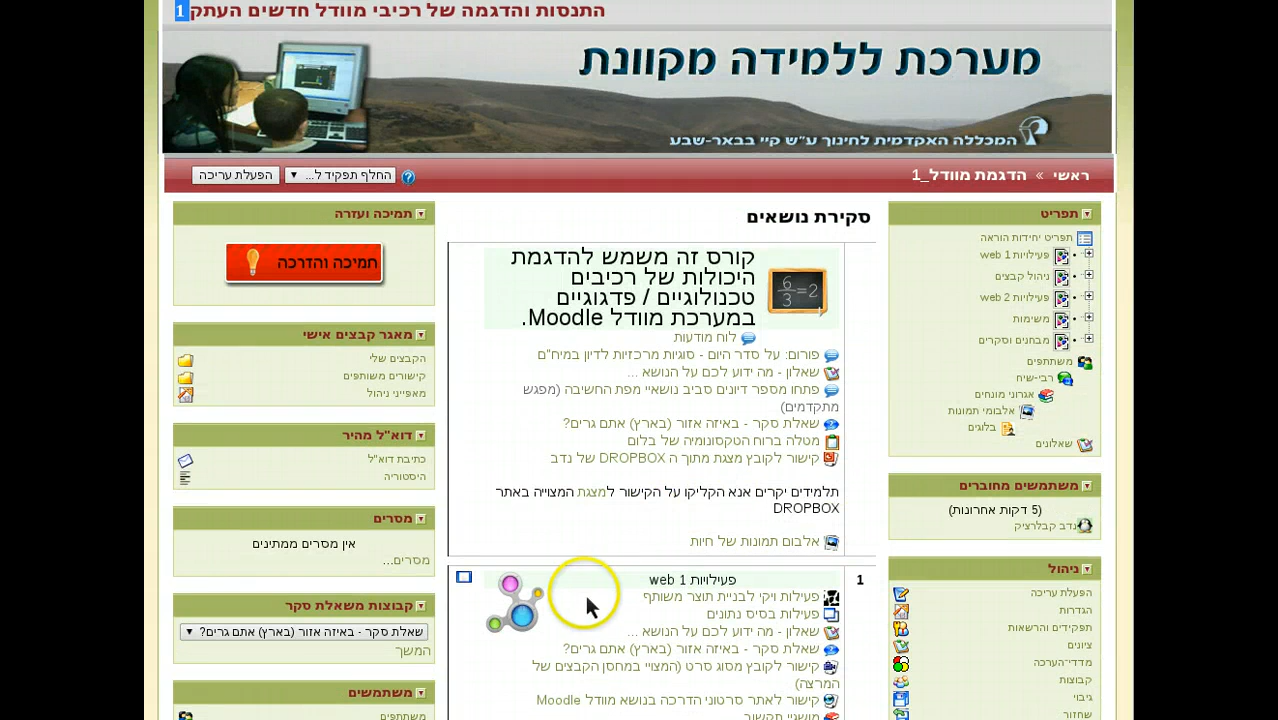 התנסות והדגמה של רכיבי מוודל חדשים העתק 1
מערכת ללמידה מקוונת
המכללה האקדמית לחינוך ע"ש קיי בבאר-שבע
ראשי » הדגמת מוודל_1
החלף תפקיד ל...
הפעלת עריכה
תפריט
תפריט יחידות הוראה
פעילויות web 1
ניהול קבצים
פעילויות web 2
משימות
מבחנים וסקרים
משתתפים
רבי-שיח
אגרוני מונחים
אלבומי תמונות
בלוגים
שאלונים
משתמשים מחוברים
(5 דקות אחרונות)
נדב קבלרציק
ניהול
הפעלת עריכה
הגדרות
תפקידים והרשאות
ציונים
מדדי-הערכה
קבוצות
גיבוי
שחזור
סקירת נושאים
קורס זה משמש להדגמת
היכולות של רכיבים
טכנולוגיים / פדגוגיים
במערכת מוודל Moodle.
לוח מודעות
פורום: על סדר היום - סוגיות מרכזיות לדיון במיח"ם
שאלון - מה ידוע לכם על הנושא ...
פתחו מספר דיונים סביב נושאיי מפת החשיבה (מפגש
מתקדמים)
שאלת סקר - באיזה אזור (בארץ) אתם גרים?
מטלה ברוח הטקסונומיה של בלום
קישור לקובץ מצגת מתוך ה DROPBOX של נדב
תלמידים יקרים אנא הקליקו על הקישור למצגת המצוייה באתר
DROPBOX
אלבום תמונות של חיות
1
פעילויות web 1
פעילות ויקי לבניית תוצר משותף
פעילות בסיס נתונים
שאלון - מה ידוע לכם על הנושא ...
שאלת סקר - באיזה אזור (בארץ) אתם גרים?
קישור לקובץ מסוג סרט (המצויי במחסן הקבצים של
המרצה)
קישור לאתר סרטוני הדרכה בנושא מוודל Moodle
מושגיי תקשור
6/3=2
תמיכה ועזרה
תמיכה והדרכה
מאגר קבצים אישי
הקבצים שלי
קישורים משותפים
מאפייני ניהול
דוא"ל מהיר
כתיבת דוא"ל
היסטוריה
מסרים
אין מסרים ממתינים
מסרים...
קבוצות משאלת סקר
שאלת סקר - באיזה אזור (בארץ) אתם גרים?
המשך
משתמשים
משתתפים